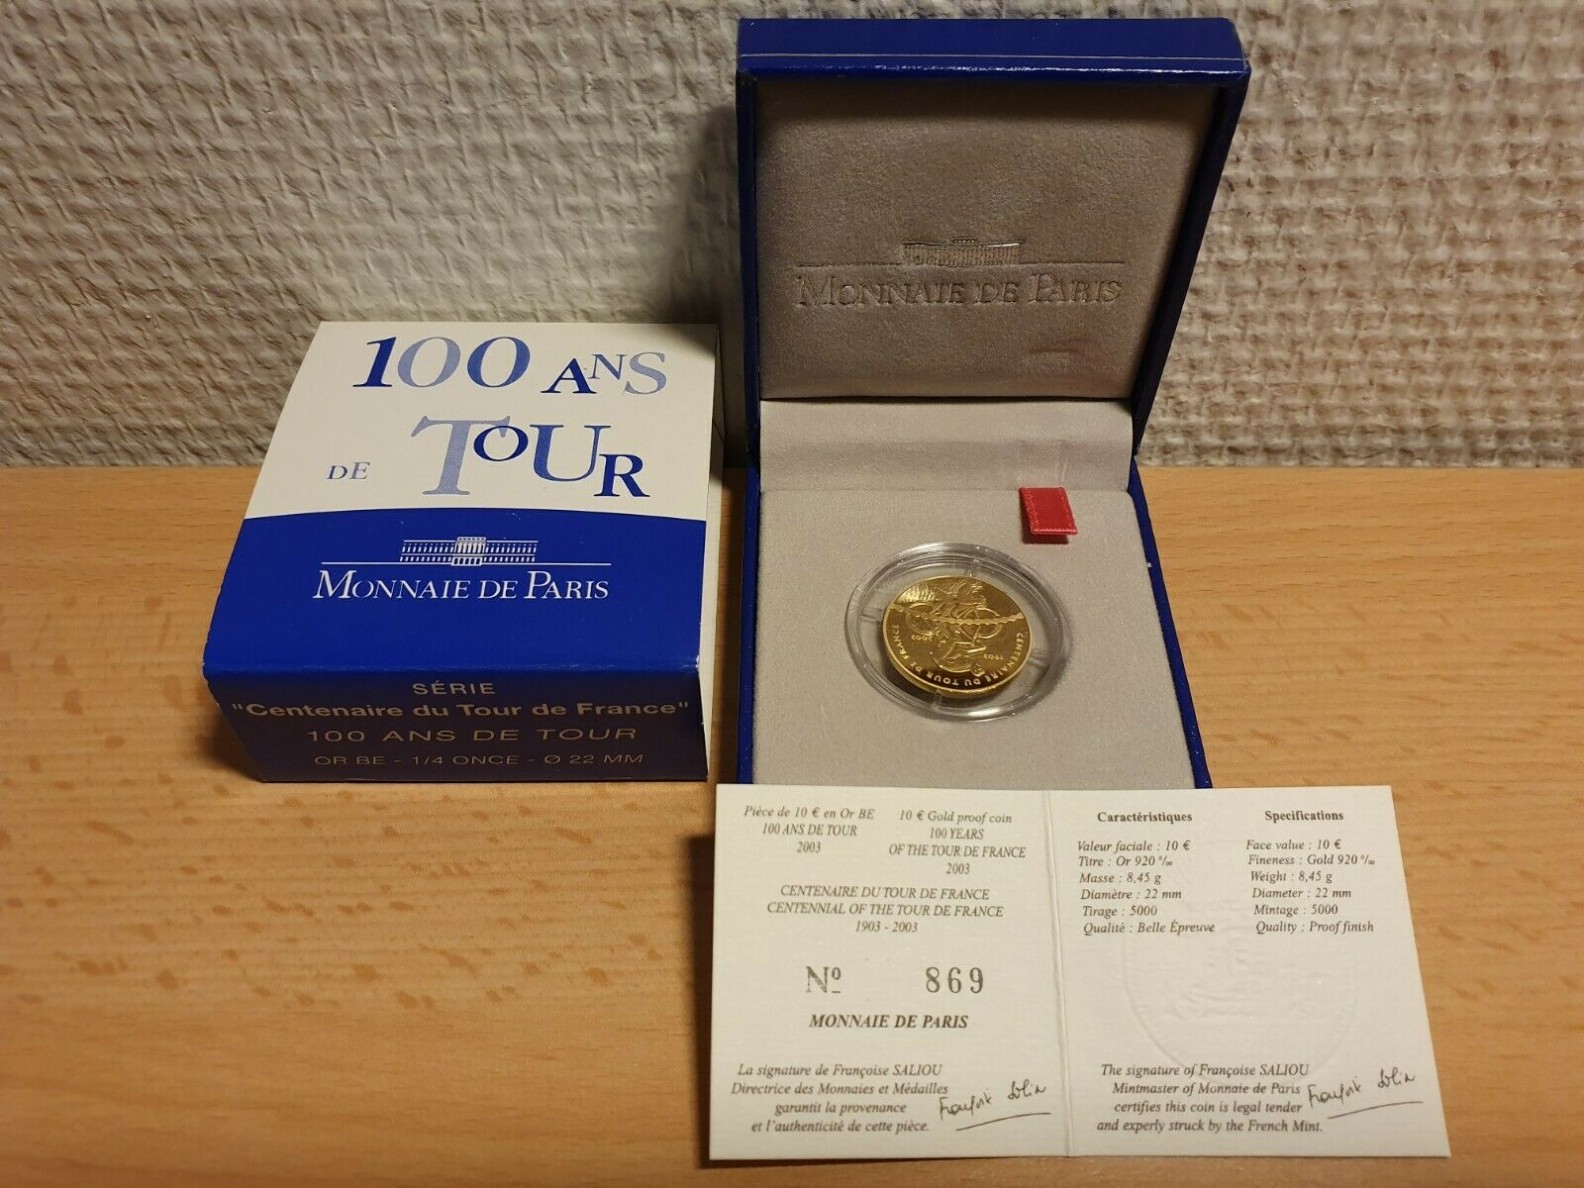 100 ANS
DE TOUR
MONNAIE DE PARIS
SÉRIE
"Centenaire du Tour de France"
100 ANS DE TOUR
OR BE - 1/4 ONCE - Ø 22 MM
MONNAIE DE PARIS
CENTENAIRE DU TOUR DE FRANCE
1903
2003
Pièce de 10 € en Or BE
100 ANS DE TOUR
2003
10 € Gold proof coin
100 YEARS
OF THE TOUR DE FRANCE
2003
CENTENAIRE DU TOUR DE FRANCE
CENTENNIAL OF THE TOUR DE FRANCE
1903 - 2003
Nº 869
MONNAIE DE PARIS
La signature de Françoise SALIOU
Directrice des Monnaies et Médailles
garantit la provenance
et l'authenticité de cette pièce.
Caractéristiques
Valeur faciale : 10 €
Titre : Or 920 °/₀₀
Masse : 8,45 g
Diamètre : 22 mm
Tirage : 5000
Qualité : Belle Épreuve
Specifications
Face value : 10 €
Fineness : Gold 920 °/₀₀
Weight : 8,45 g
Diameter : 22 mm
Mintage : 5000
Quality : Proof finish
The signature of Françoise SALIOU
Mintmaster of Monnaie de Paris
certifies this coin is legal tender
and experly struck by the French Mint.